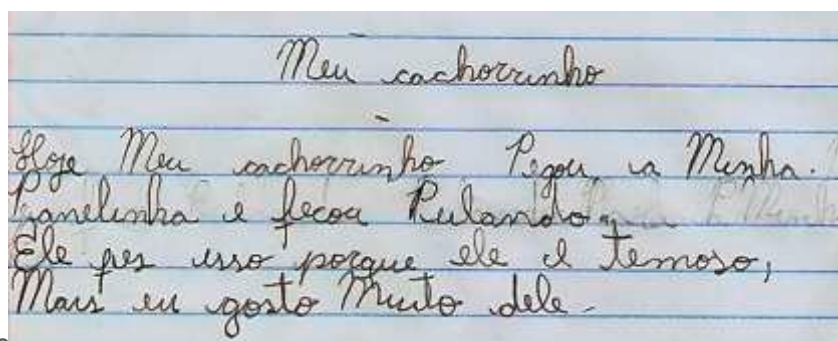 Meu cachorrinho
Hoje Meu cachorrinho Pegou a Minha.
Panelinha e ficou Pulando.
Ele fes isso porque ele é temoso,
Mais eu gosto Muito dele.